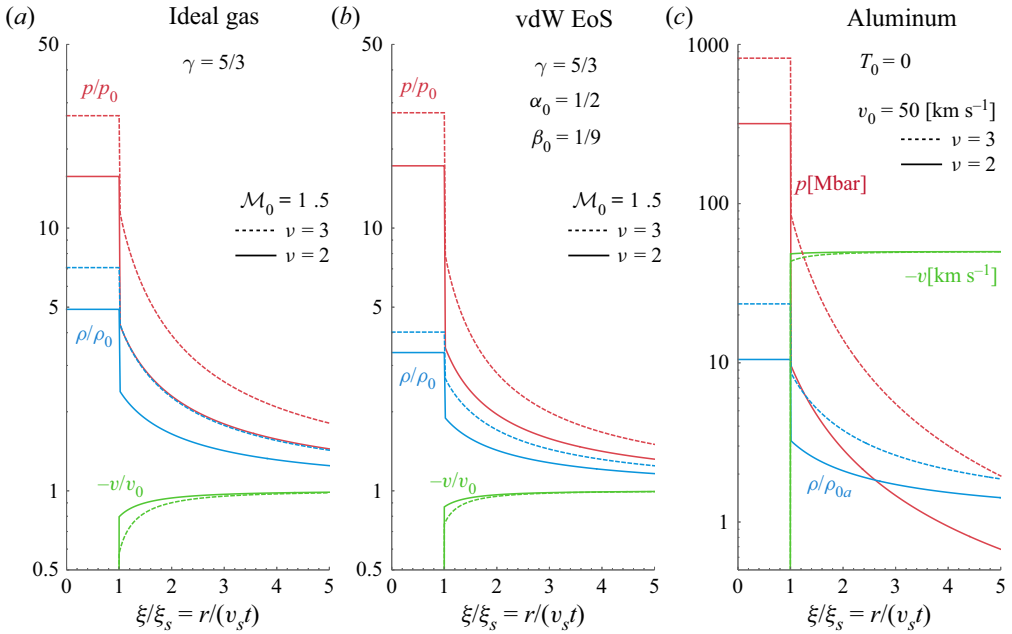 (a) Ideal gas
50
γ = 5/3
p/p₀
10
ℳ₀ = 1 .5
ν = 3
ν = 2
5
ρ/ρ₀
−v/v₀
1
0.5
0 1 2 3 4 5
ξ/ξₛ = r/(vₛt)
(b) vdW EoS
50
γ = 5/3
α₀ = 1/2
β₀ = 1/9
p/p₀
10
ℳ₀ = 1 .5
ν = 3
ν = 2
5
ρ/ρ₀
−v/v₀
1
0.5
0 1 2 3 4 5
ξ/ξₛ = r/(vₛt)
(c) Aluminum
1000
T₀ = 0
v₀ = 50 [km s⁻¹]
ν = 3
ν = 2
p[Mbar]
100
−v[km s⁻¹]
10
ρ/ρ₀ₐ
1
0 1 2 3 4 5
ξ/ξₛ = r/(vₛt)